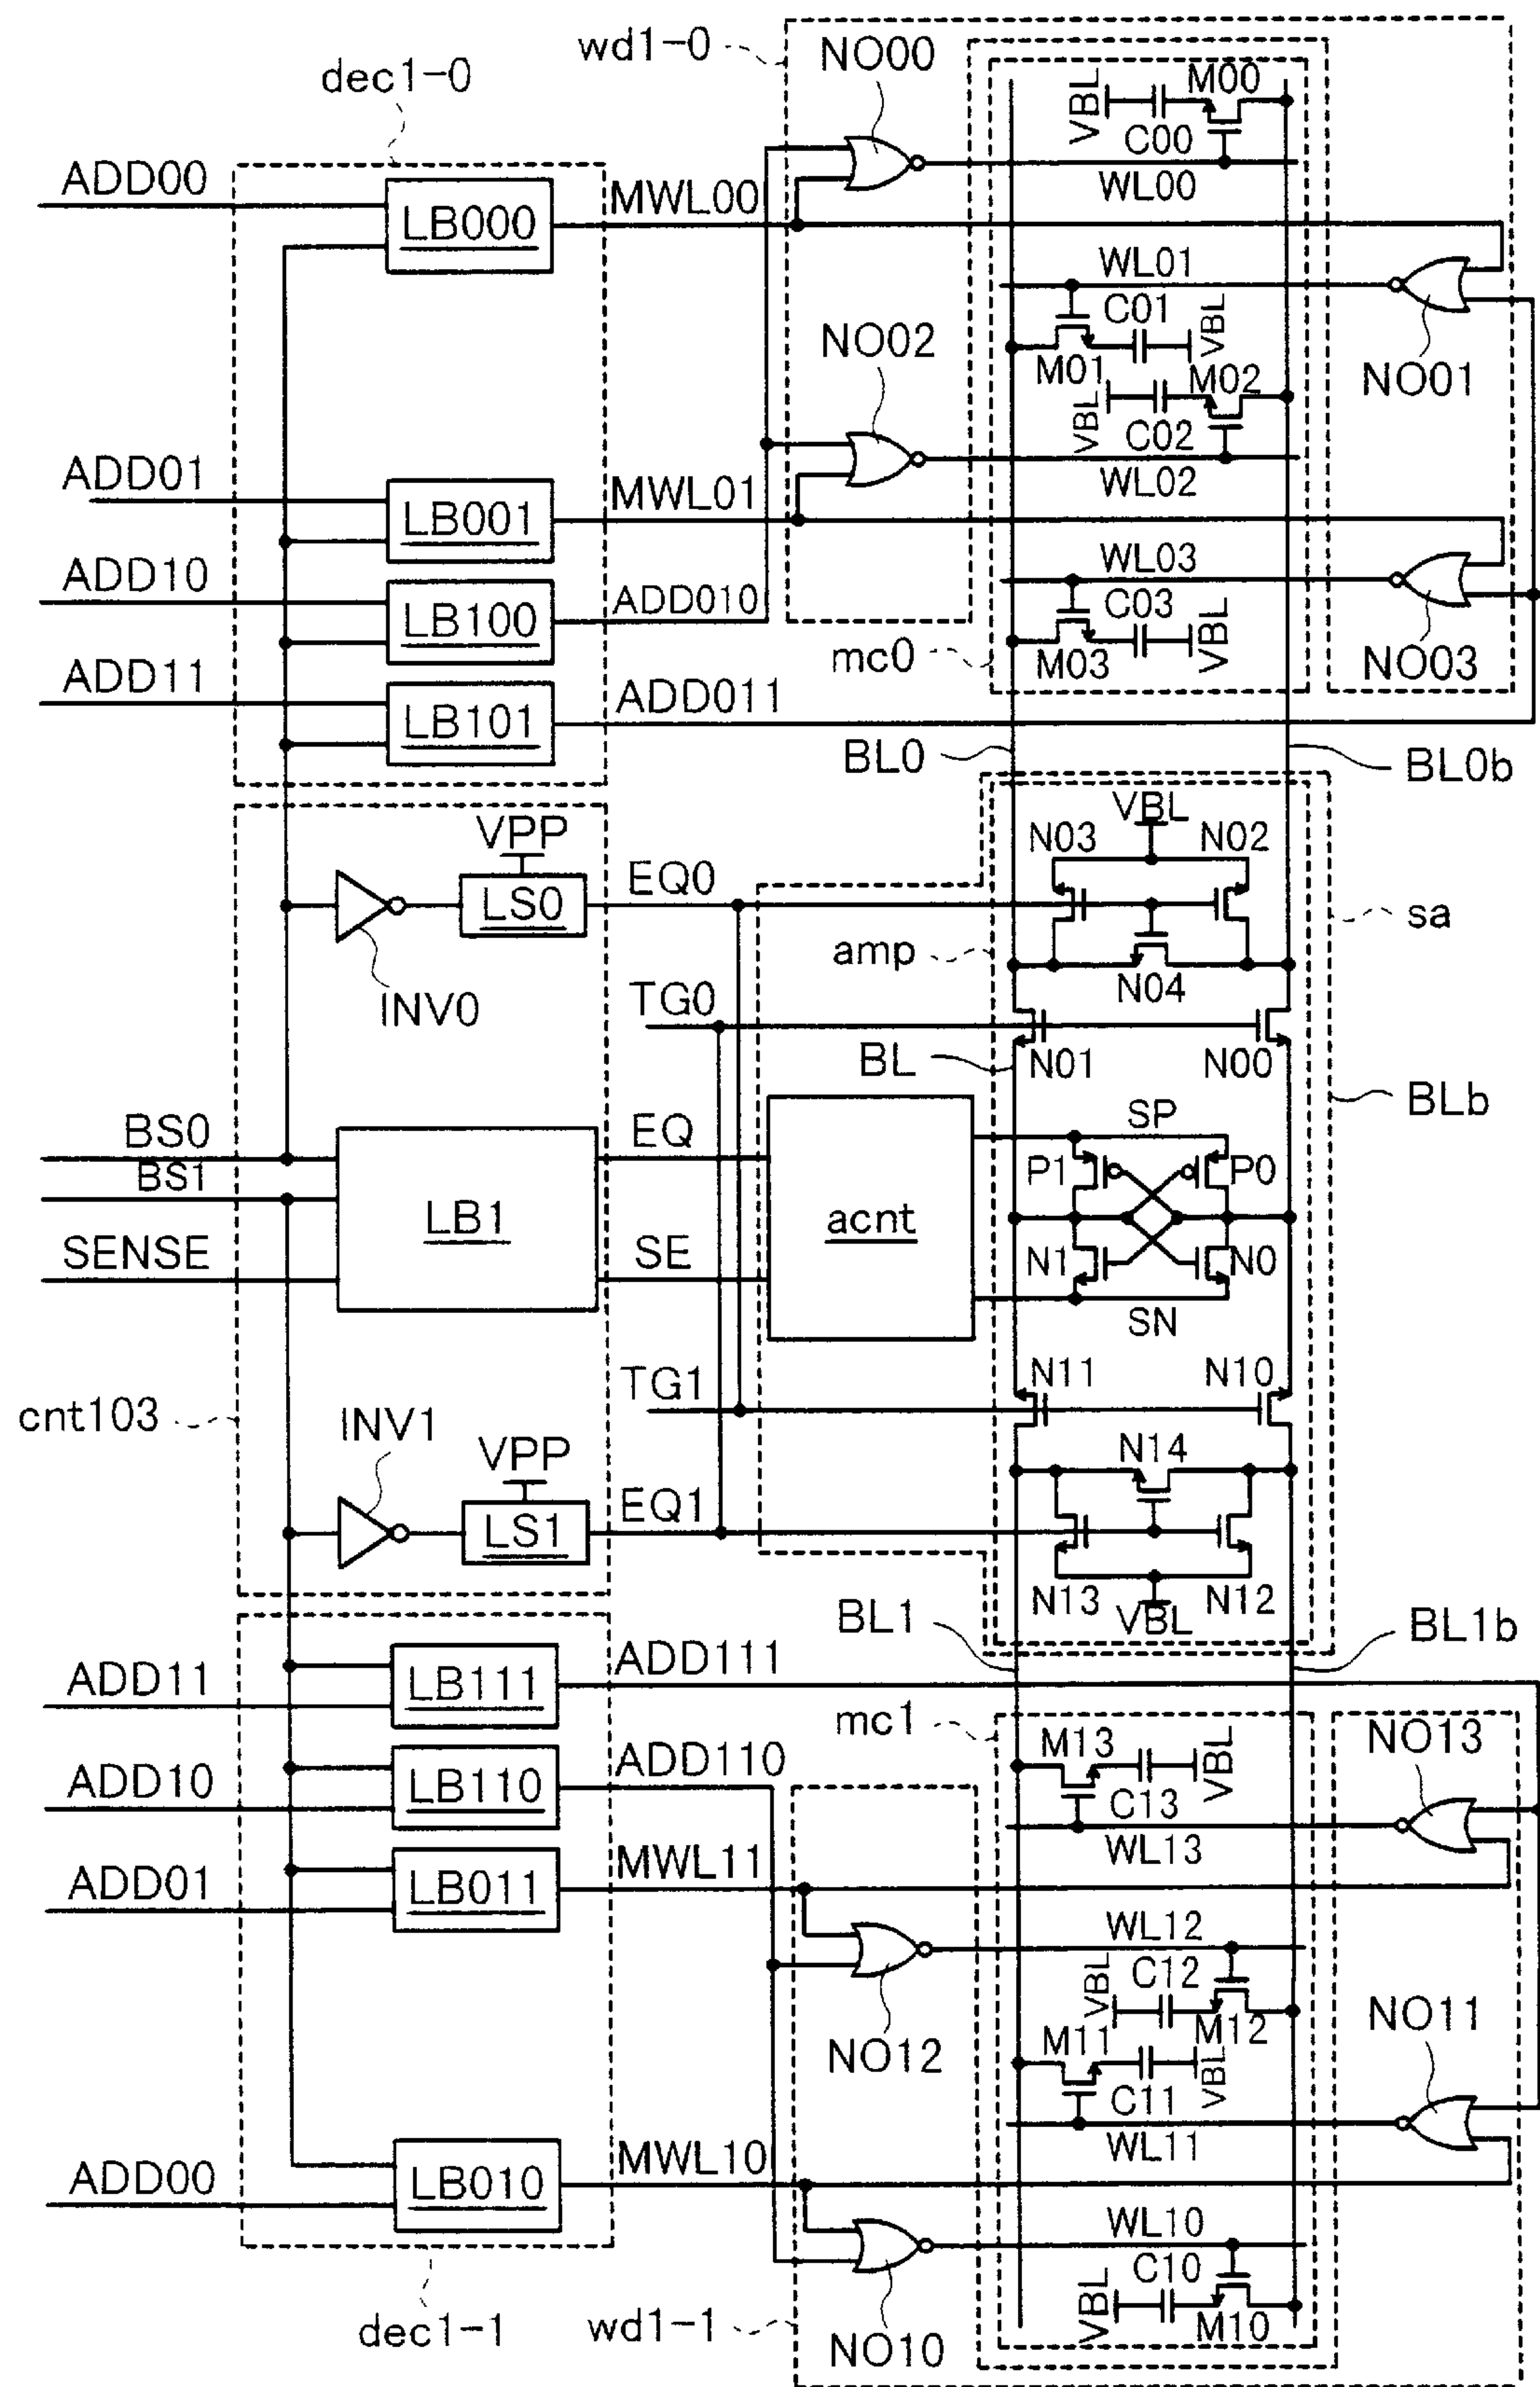 wd1-0
NO00
dec1-0
VBL
M00
C00
ADD00
LB000
MWL00
WL00
WL01
C01
VBL
M01
NO01
NO02
M02
VBL
C02
WL02
ADD01
LB001
MWL01
ADD10
LB100
ADD010
WL03
C03
VBL
M03
mc0
NO03
ADD11
LB101
ADD011
BL0
BL0b
VBL
N03
N02
VPP
LS0
EQ0
sa
amp
N04
INV0
TG0
BL
N01
N00
BLb
BS0
BS1
SENSE
LB1
EQ
SE
acnt
SP
P1
P0
N1
N0
SN
TG1
N11
N10
cnt103
INV1
VPP
LS1
EQ1
N14
N13
VBL
N12
BL1
BL1b
ADD11
LB111
ADD111
mc1
M13
VBL
C13
WL13
NO13
ADD10
LB110
ADD110
ADD01
LB011
MWL11
WL12
VBL
C12
M12
NO12
NO11
M11
VBL
C11
WL11
ADD00
LB010
MWL10
WL10
C10
VBL
M10
dec1-1
wd1-1
NO10